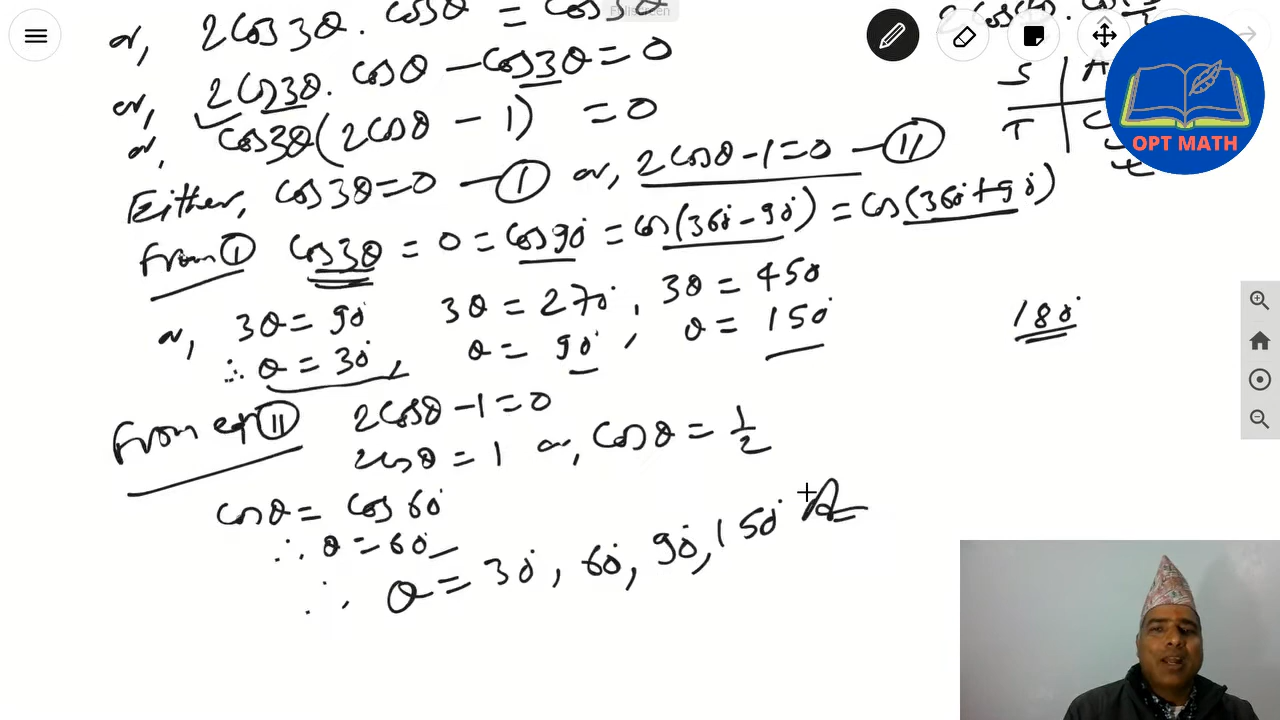 or, 2Cos3θ. cosθ = Cos3θ
or, 2Cos3θ. cosθ - Cos3θ = 0
or, Cos3θ(2Cosθ - 1) = 0
Either, Cos3θ=0 - I or, 2Cosθ-1=0 - II
From I Cos3θ = 0 = Cos90° = Cos(360°-90°) = Cos(360°+90°)
or, 3θ = 90° 3θ = 270°, 3θ = 450
∴ θ = 30°, θ = 90°, θ = 150°
180°
From eqn II 2Cosθ-1=0
2Cosθ = 1 or, Cosθ = 1/2
Cosθ = Cos60°
∴ θ = 60°
∴ θ = 30°, 60°, 90°, 150°
Fullscreen
S A
T C
OPT MATH